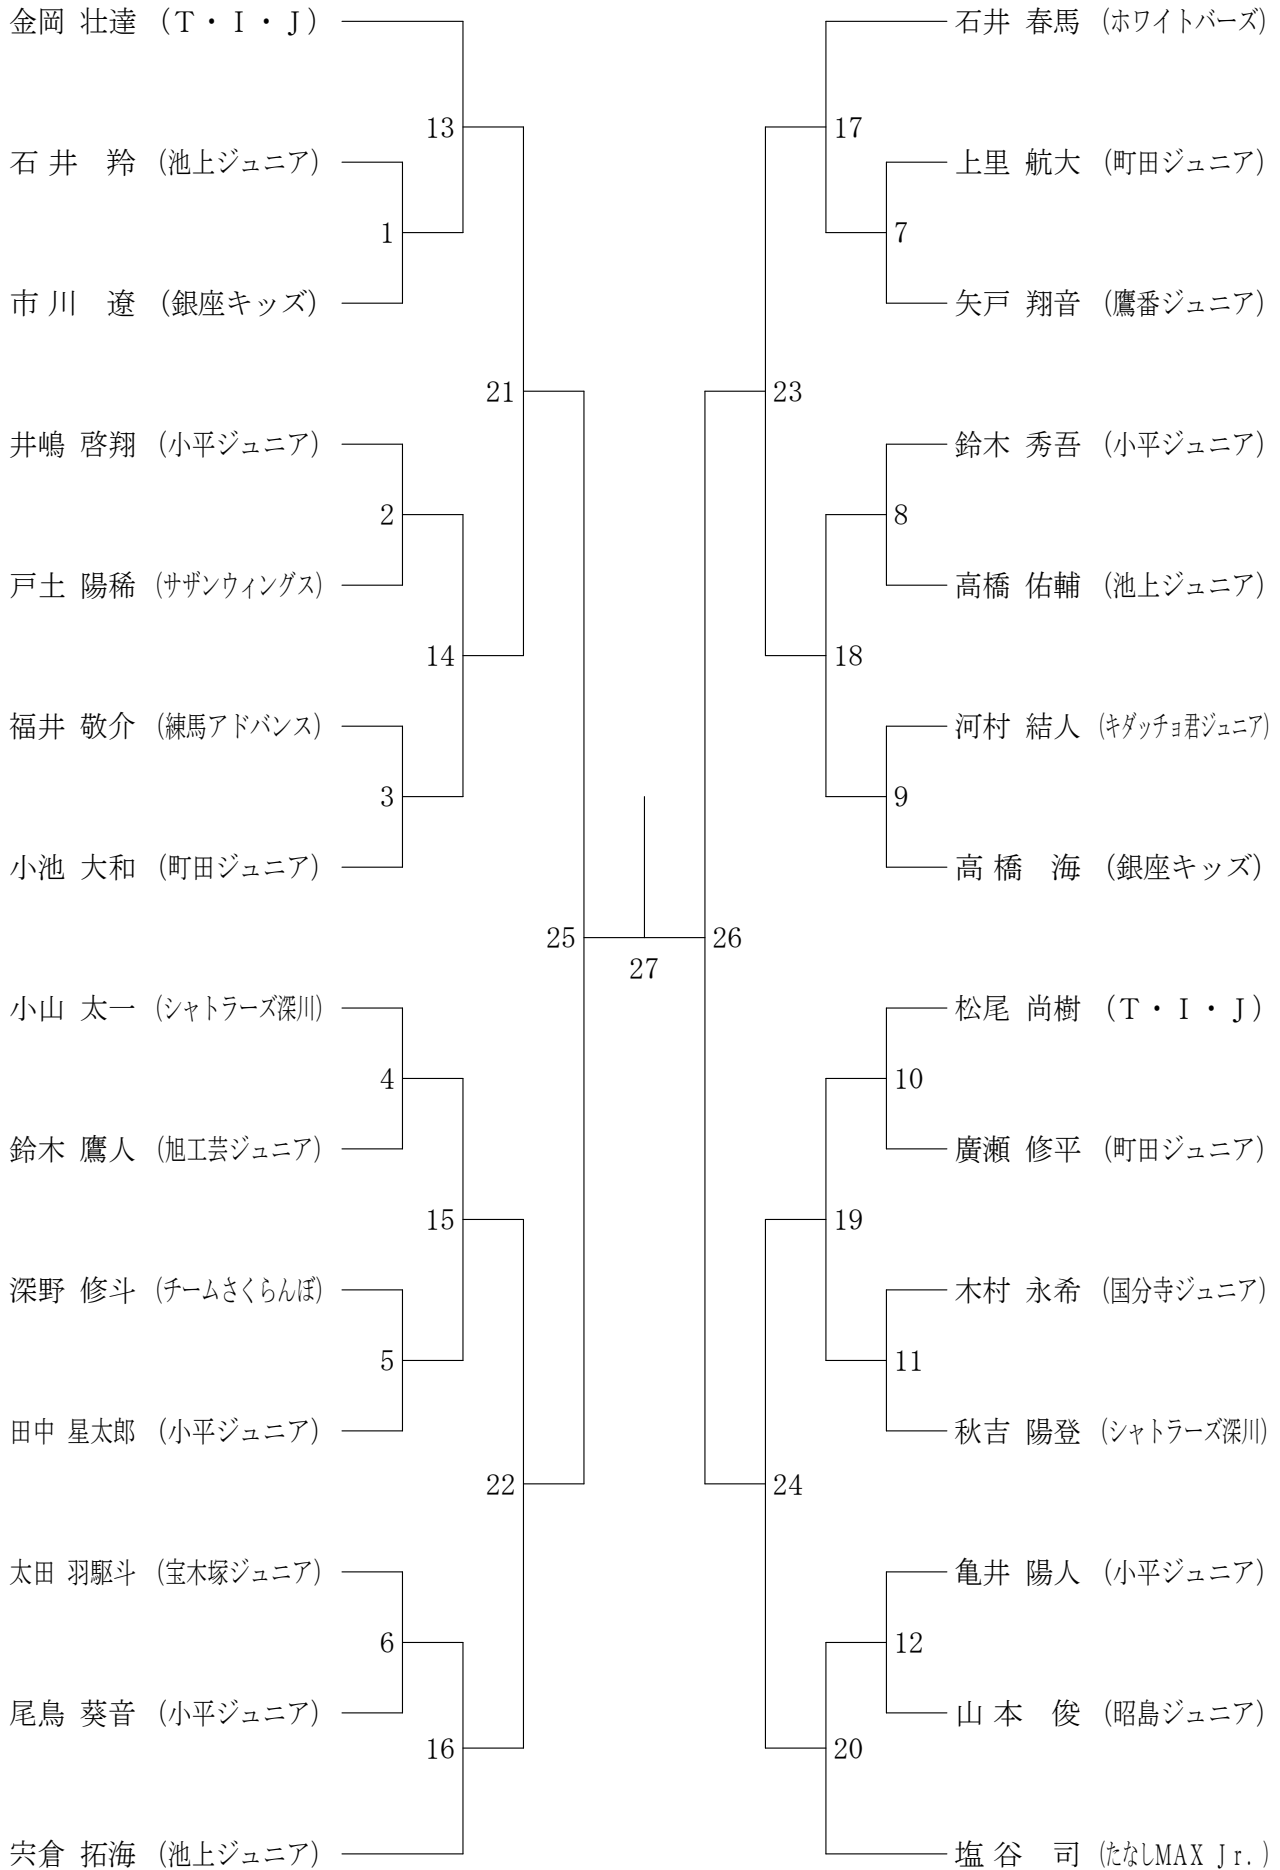 金岡 壮達 (T・I・J)
13
石井 羚 (池上ジュニア)
1
市川 遼 (銀座キッズ)
21
井嶋 啓翔 (小平ジュニア)
2
戸土 陽稀 (サザンウィングス)
14
福井 敬介 (練馬アドバンス)
3
小池 大和 (町田ジュニア)
25
小山 太一 (シャトラーズ深川)
4
鈴木 鷹人 (旭工芸ジュニア)
15
深野 修斗 (チームさくらんぼ)
5
田中 星太郎 (小平ジュニア)
22
太田 羽駆斗 (宝木塚ジュニア)
6
尾鳥 葵音 (小平ジュニア)
16
宍倉 拓海 (池上ジュニア)
27
石井 春馬 (ホワイトバーズ)
17
上里 航大 (町田ジュニア)
7
矢戸 翔音 (鷹番ジュニア)
23
鈴木 秀吾 (小平ジュニア)
8
高橋 佑輔 (池上ジュニア)
18
河村 結人 (キダッチョ君ジュニア)
9
高橋 海 (銀座キッズ)
26
松尾 尚樹 (T・I・J)
10
廣瀬 修平 (町田ジュニア)
19
木村 永希 (国分寺ジュニア)
11
秋吉 陽登 (シャトラーズ深川)
24
亀井 陽人 (小平ジュニア)
12
山本 俊 (昭島ジュニア)
20
塩谷 司 (たなしMAX Jr.)